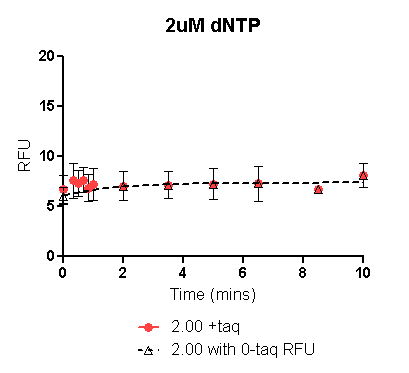 2uM dNTP
20
15
10
5
0
RFU
0 2 4 6 8 10
Time (mins)
2.00 +taq
2.00 with 0-taq RFU